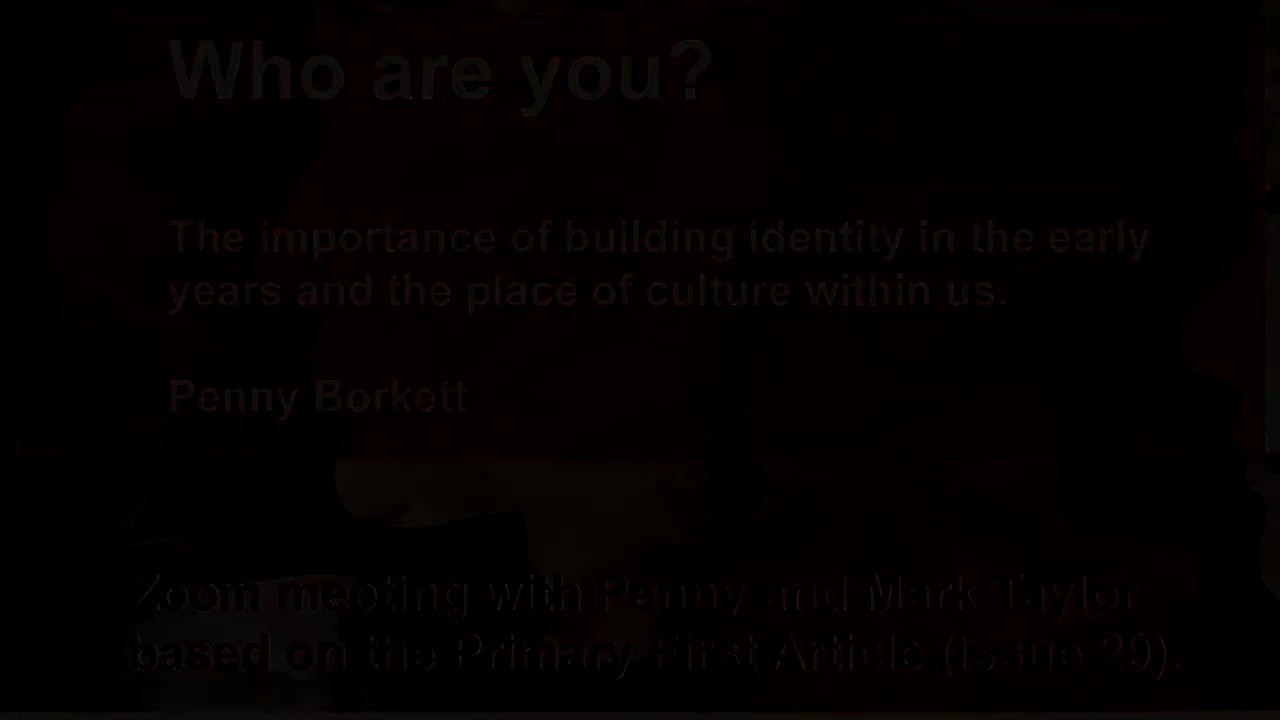 Who are you?
The importance of building identity in the early
years and the place of culture within us.
Penny Borkett
Zoom meeting with Penny and Mark Taylor
based on the Primary First Article (Issue 29).